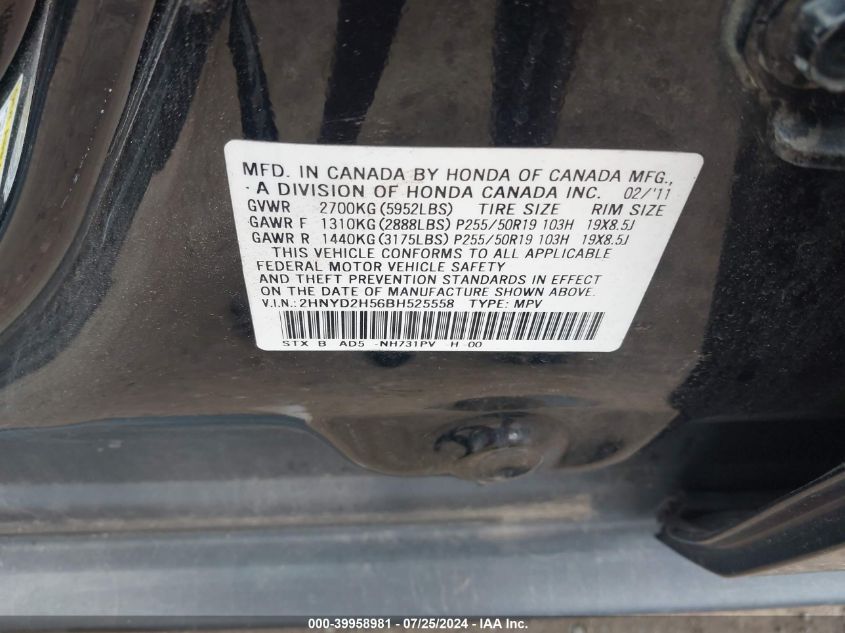 MFD. IN CANADA BY HONDA OF CANADA MFG.,
A DIVISION OF HONDA CANADA INC. 02/'11
GVWR 2700KG(5952LBS) TIRE SIZE RIM SIZE
GAWR F 1310KG(2888LBS) P255/50R19 103H 19X8.5J
GAWR R 1440KG(3175LBS) P255/50R19 103H 19X8.5J
THIS VEHICLE CONFORMS TO ALL APPLICABLE
FEDERAL MOTOR VEHICLE SAFETY
AND THEFT PREVENTION STANDARDS IN EFFECT
ON THE DATE OF MANUFACTURE SHOWN ABOVE.
V.I.N.: 2HNYD2H56BH525558 TYPE: MPV
STX B AD5 -NH731PV H 00
000-39958981 - 07/25/2024 - IAA Inc.